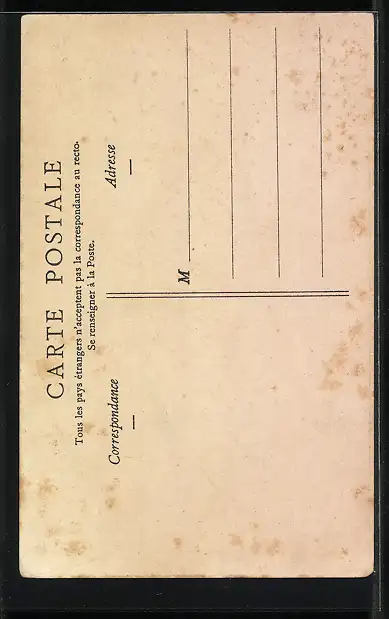 CARTE POSTALE
Tous les pays étrangers n'acceptent pas la correspondance au recto.
Se renseigner à la Poste.
Correspondance
Adresse
M